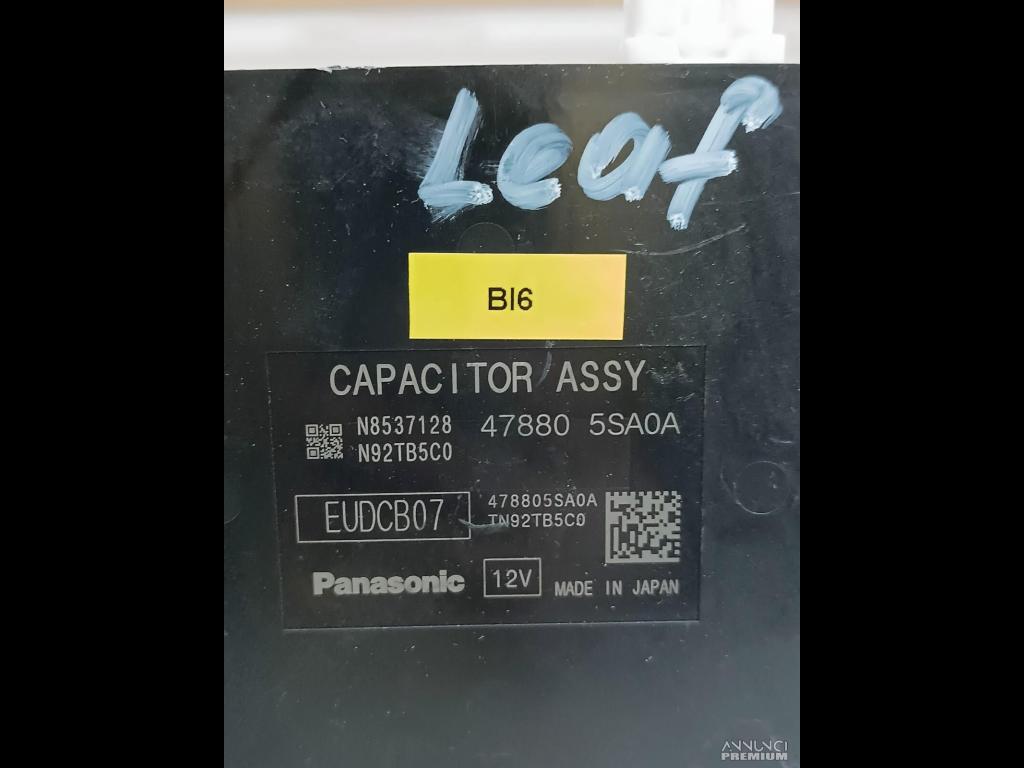 Leaf
BI6
CAPACITOR ASSY
N8537128 47880 5SA0A
N92TB5C0
EUDCB07
478805SA0A
TN92TB5C0
Panasonic 12V MADE IN JAPAN
ANNUNCI
PREMIUM